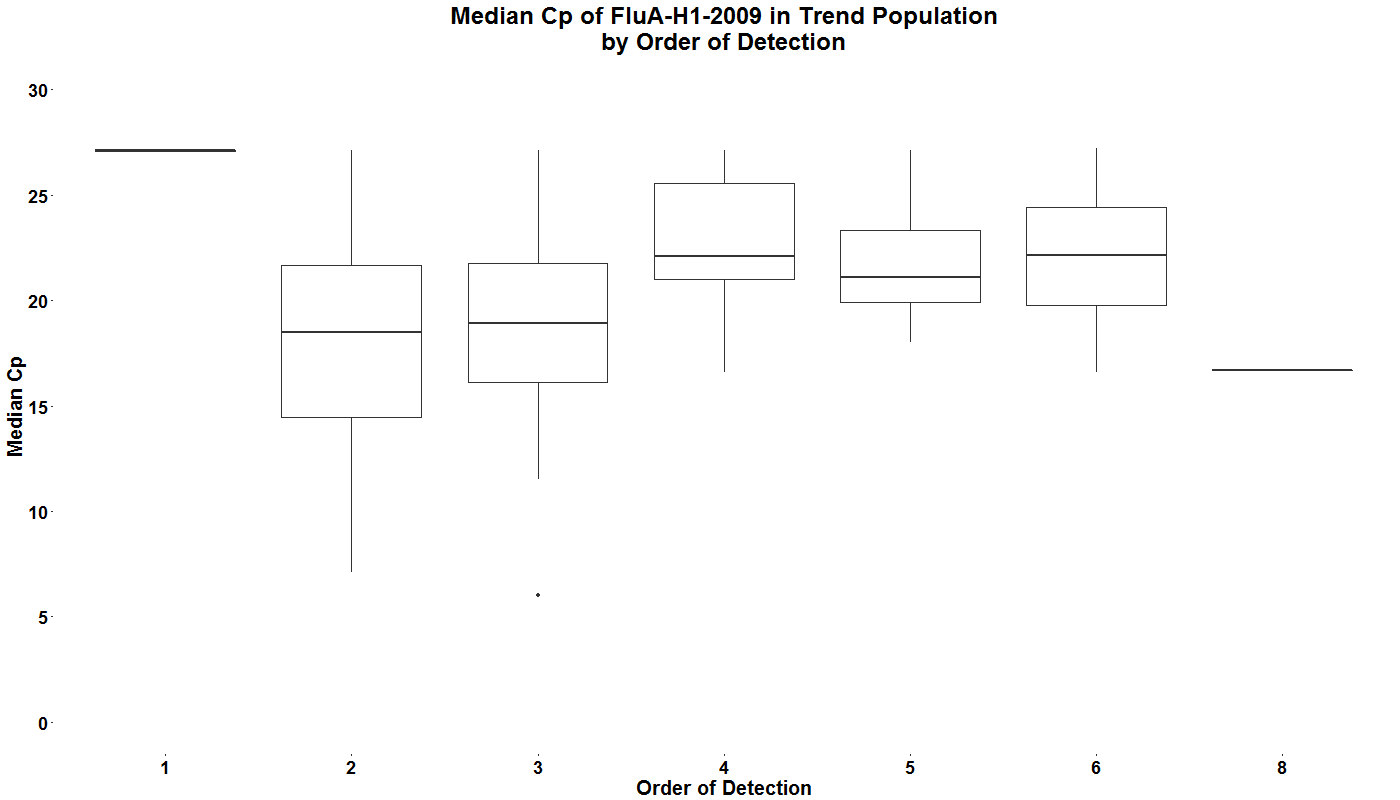 Median Cp of FluA-H1-2009 in Trend Population
by Order of Detection
30
25
20
15
10
5
0
Median Cp
1 2 3 4 5 6 8
Order of Detection